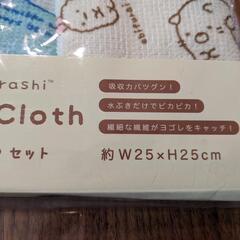 rashi™
Cloth
セット
吸収力バツグン！
水ぶきだけでピカピカ！
繊細な繊維がヨゴレをキャッチ！
約W25×H25cm